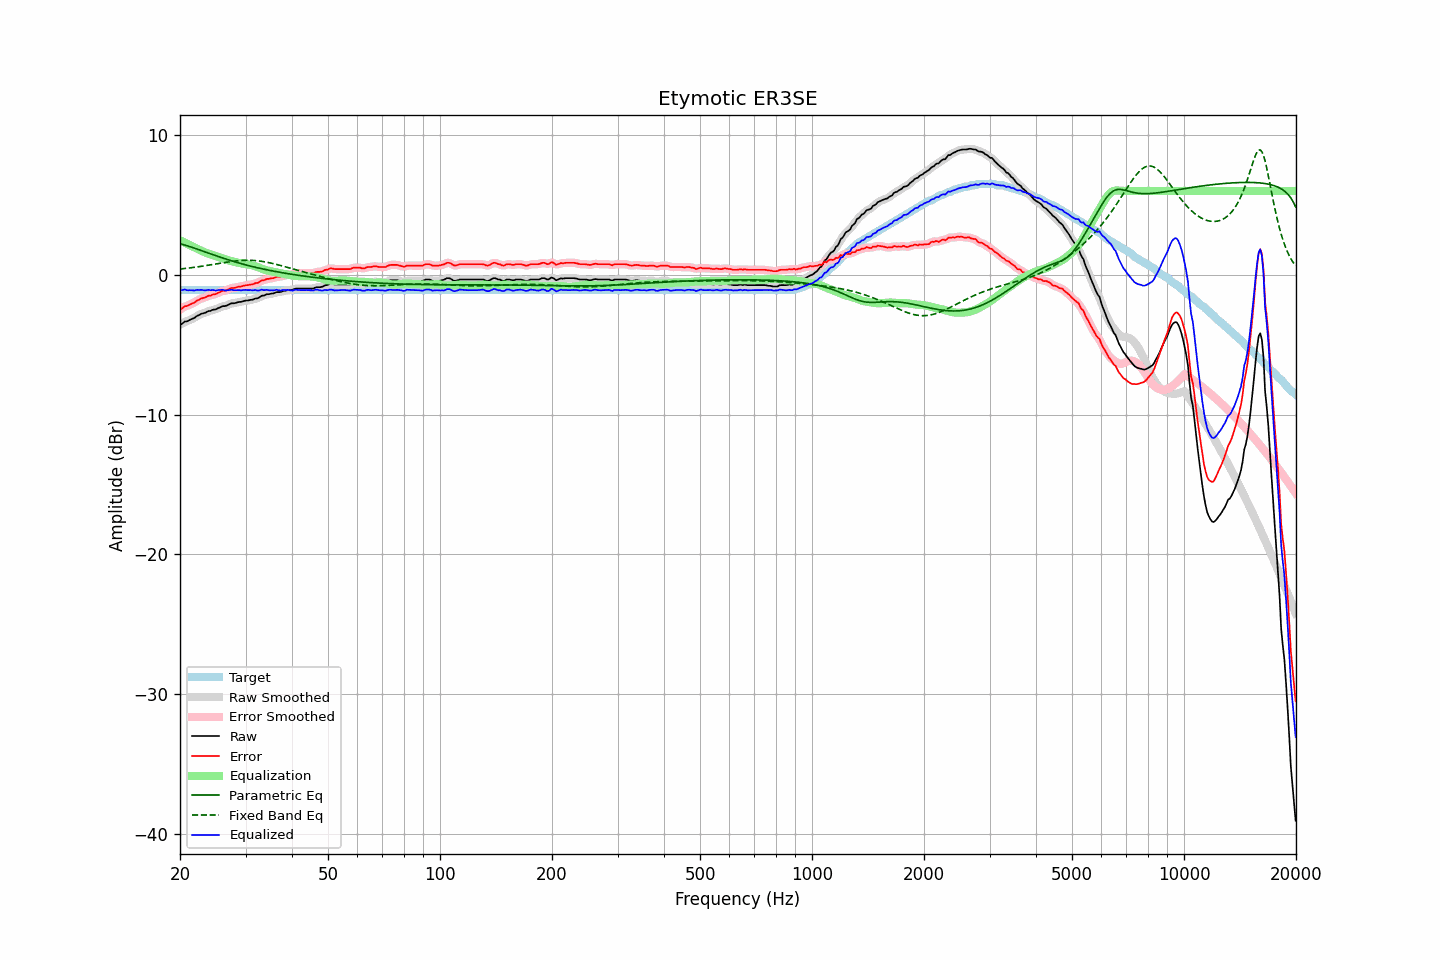 Etymotic ER3SE
Amplitude (dBr)
10
0
−10
−20
−30
−40
Target
Raw Smoothed
Error Smoothed
Raw
Error
Equalization
Parametric Eq
Fixed Band Eq
Equalized
20 50 100 200 500 1000 2000 5000 10000 20000
Frequency (Hz)